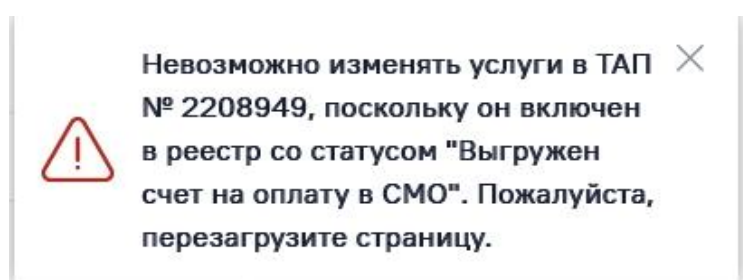 Невозможно изменять услуги в ТАП
№ 2208949, поскольку он включен
в реестр со статусом "Выгружен
счет на оплату в СМО". Пожалуйста,
перезагрузите страницу.